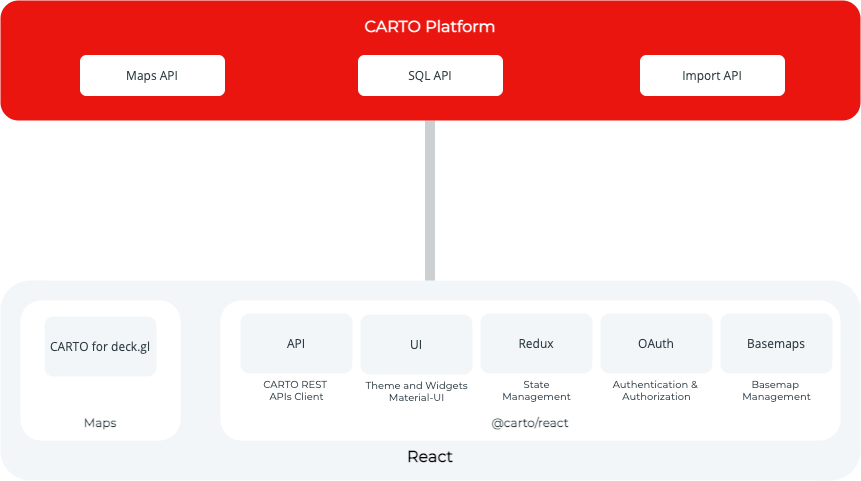 CARTO Platform
Maps API
SQL API
Import API
CARTO for deck.gl
Maps
API
CARTO REST
APIs Client
UI
Theme and Widgets
Material-UI
Redux
State
Management
OAuth
Authentication &
Authorization
Basemaps
Basemap
Management
@carto/react
React